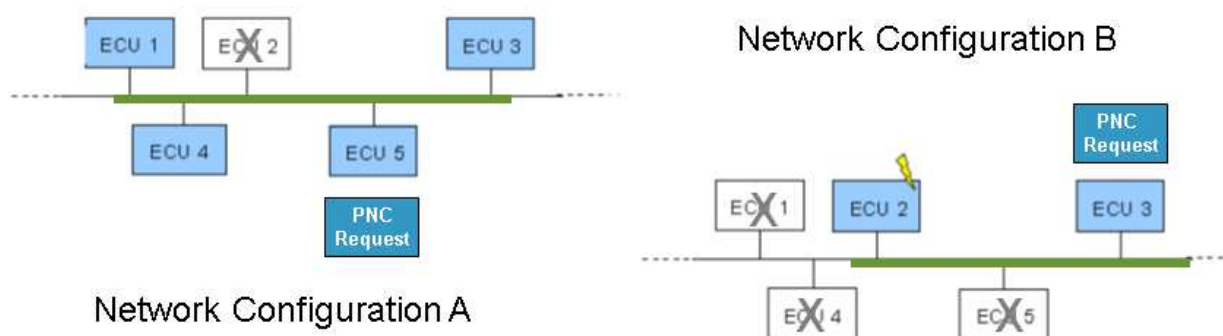 ECU 1
ECU 2
ECU 3
ECU 4
ECU 5
PNC
Request
Network Configuration A
Network Configuration B
PNC
Request
ECU 1
ECU 2
ECU 3
ECU 4
ECU 5